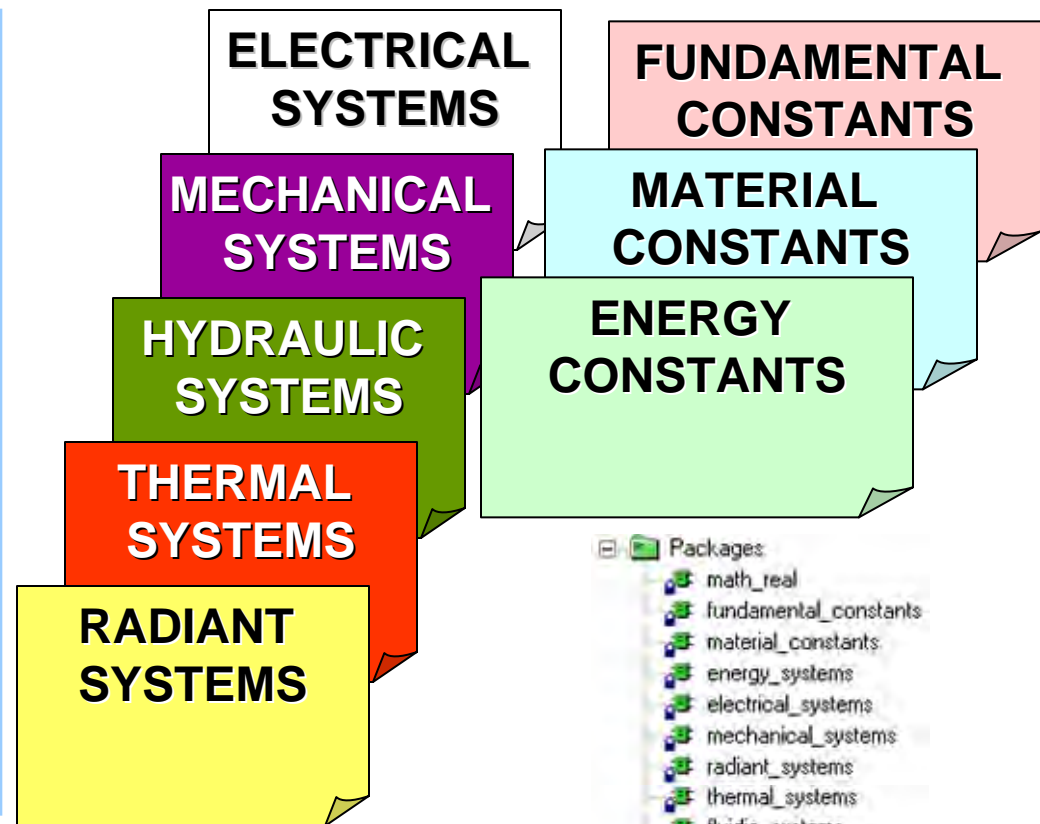 ELECTRICAL
SYSTEMS
FUNDAMENTAL
CONSTANTS
MECHANICAL
SYSTEMS
MATERIAL
CONSTANTS
HYDRAULIC
SYSTEMS
ENERGY
CONSTANTS
THERMAL
SYSTEMS
RADIANT
SYSTEMS
Packages
math_real
fundamental_constants
material_constants
energy_systems
electrical_systems
mechanical_systems
radiant_systems
thermal_systems